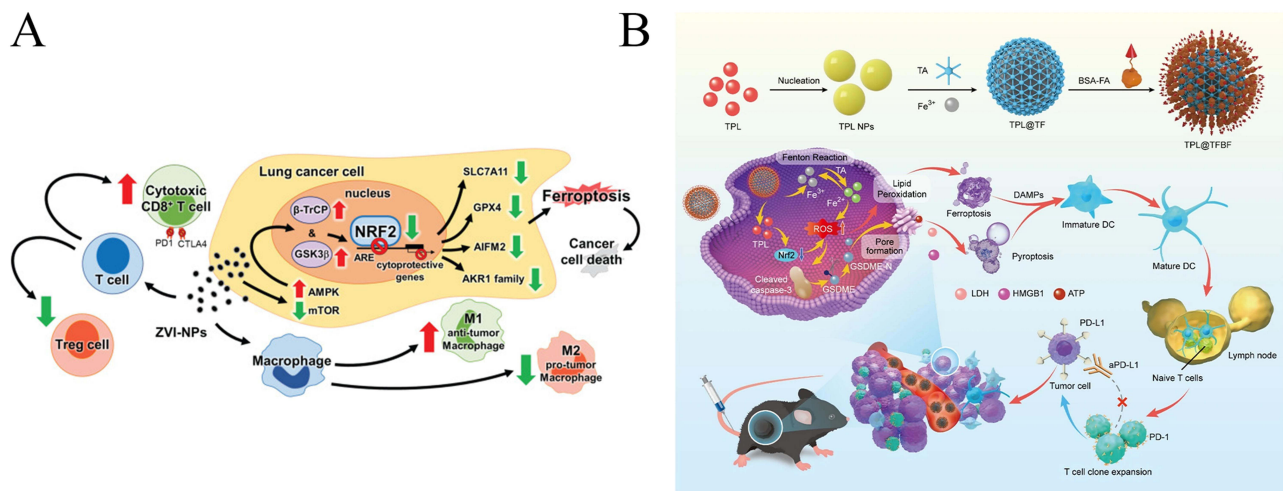 A
Lung cancer cell
Cytotoxic
CD8⁺ T cell
PD1 CTLA4
T cell
Treg cell
ZVI-NPs
nucleus
β-TrCP
&
GSK3β
NRF2
ARE
cytoprotective
genes
AMPK
mTOR
SLC7A11
GPX4
AIFM2
AKR1 family
Ferroptosis
Cancer
cell death
Macrophage
M1
anti-tumor
Macrophage
M2
pro-tumor
Macrophage
B
TPL
Nucleation
TPL NPs
TA
Fe³⁺
TPL@TF
BSA-FA
TPL@TFBF
Fenton Reaction
TA
Fe³⁺
Fe²⁺
Lipid
Peroxidation
TPL
ROS
Nrf2
Pore
formation
GSDME-N
Cleaved
caspase-3
GSDME
Ferroptosis
Pyroptosis
DAMPs
Immature DC
Mature DC
LDH
HMGB1
ATP
Lymph node
Naive T cells
PD-L1
aPD-L1
Tumor cell
PD-1
T cell clone expansion